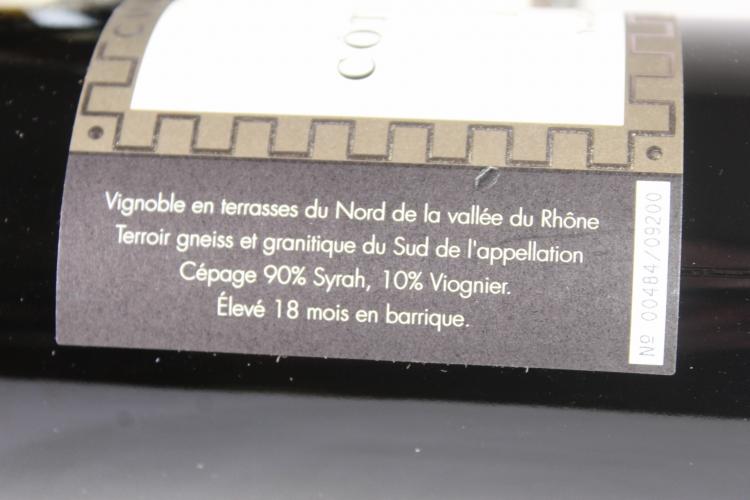 COT
Vignoble en terrasses du Nord de la vallée du Rhône
Terroir gneiss et granitique du Sud de l'appellation
Cépage 90% Syrah, 10% Viognier.
Élevé 18 mois en barrique.
Nº 00484/09200